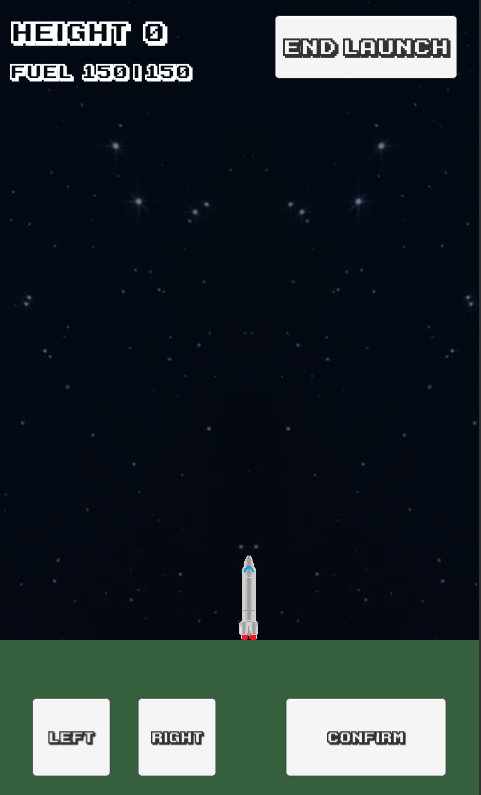 HEIGHT 0
END LAUNCH
FUEL 150|150
LEFT
RIGHT
CONFIRM